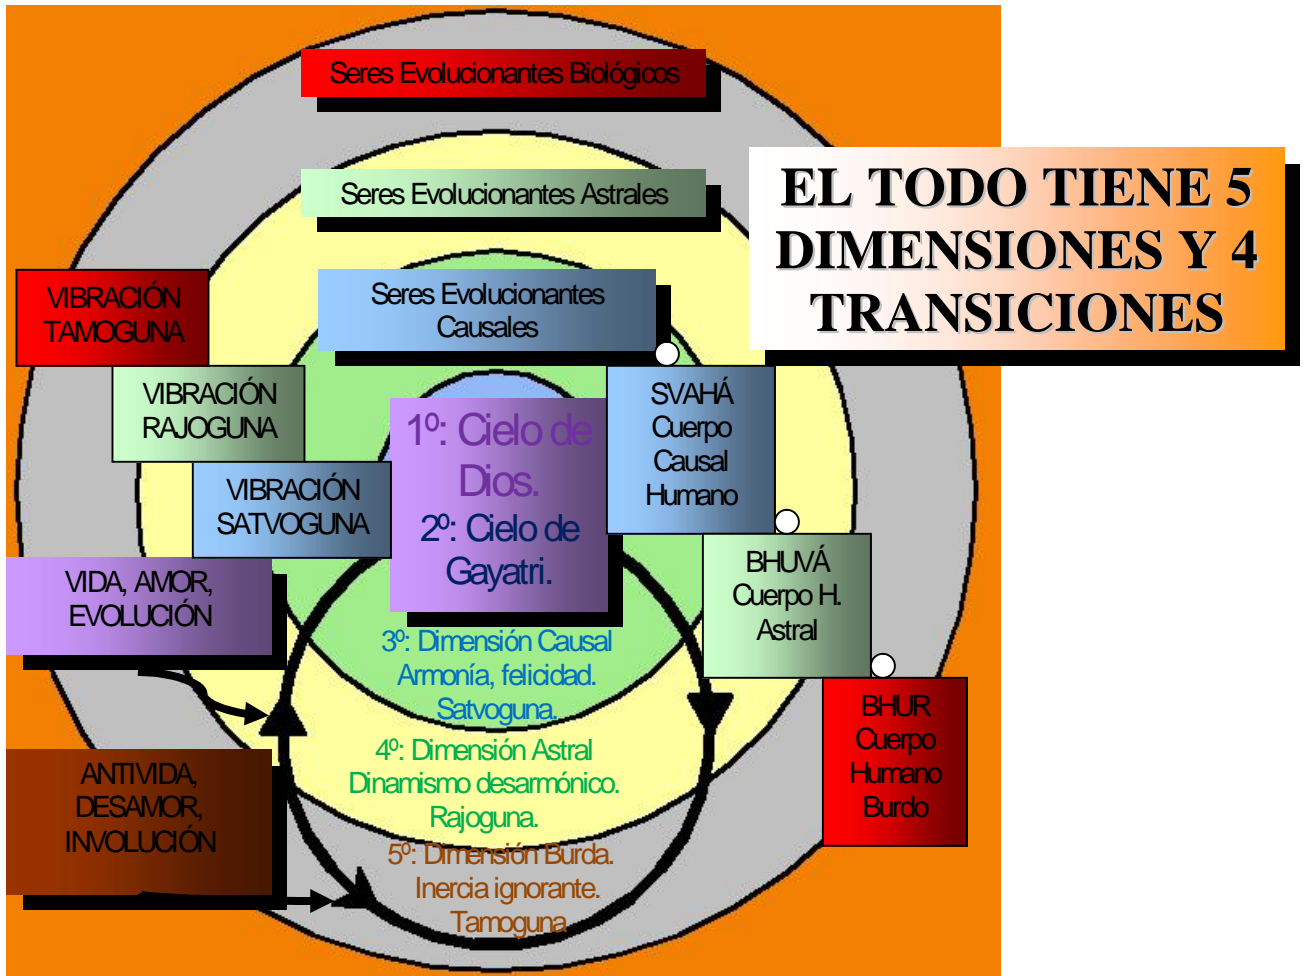 Seres Evolucionantes Biológicos
EL TODO TIENE 5
DIMENSIONES Y 4
TRANSICIONES
Seres Evolucionantes Astrales
Seres Evolucionantes
Causales
VIBRACIÓN
TAMOGUNA
VIBRACIÓN
RAJOGUNA
VIBRACIÓN
SATVOGUNA
1º: Cielo de
Dios.
2º: Cielo de
Gayatri.
SVAHÁ
Cuerpo
Causal
Humano
BHUVÁ
Cuerpo H.
Astral
BHUR
Cuerpo
Humano
Burdo
VIDA, AMOR,
EVOLUCIÓN
ANTIVIDA,
DESAMOR,
INVOLUCIÓN
3º: Dimensión Causal
Armonía, felicidad.
Satvoguna.
4º: Dimensión Astral
Dinamismo desarmónico.
Rajoguna.
5º: Dimensión Burda.
Inercia ignorante.
Tamoguna